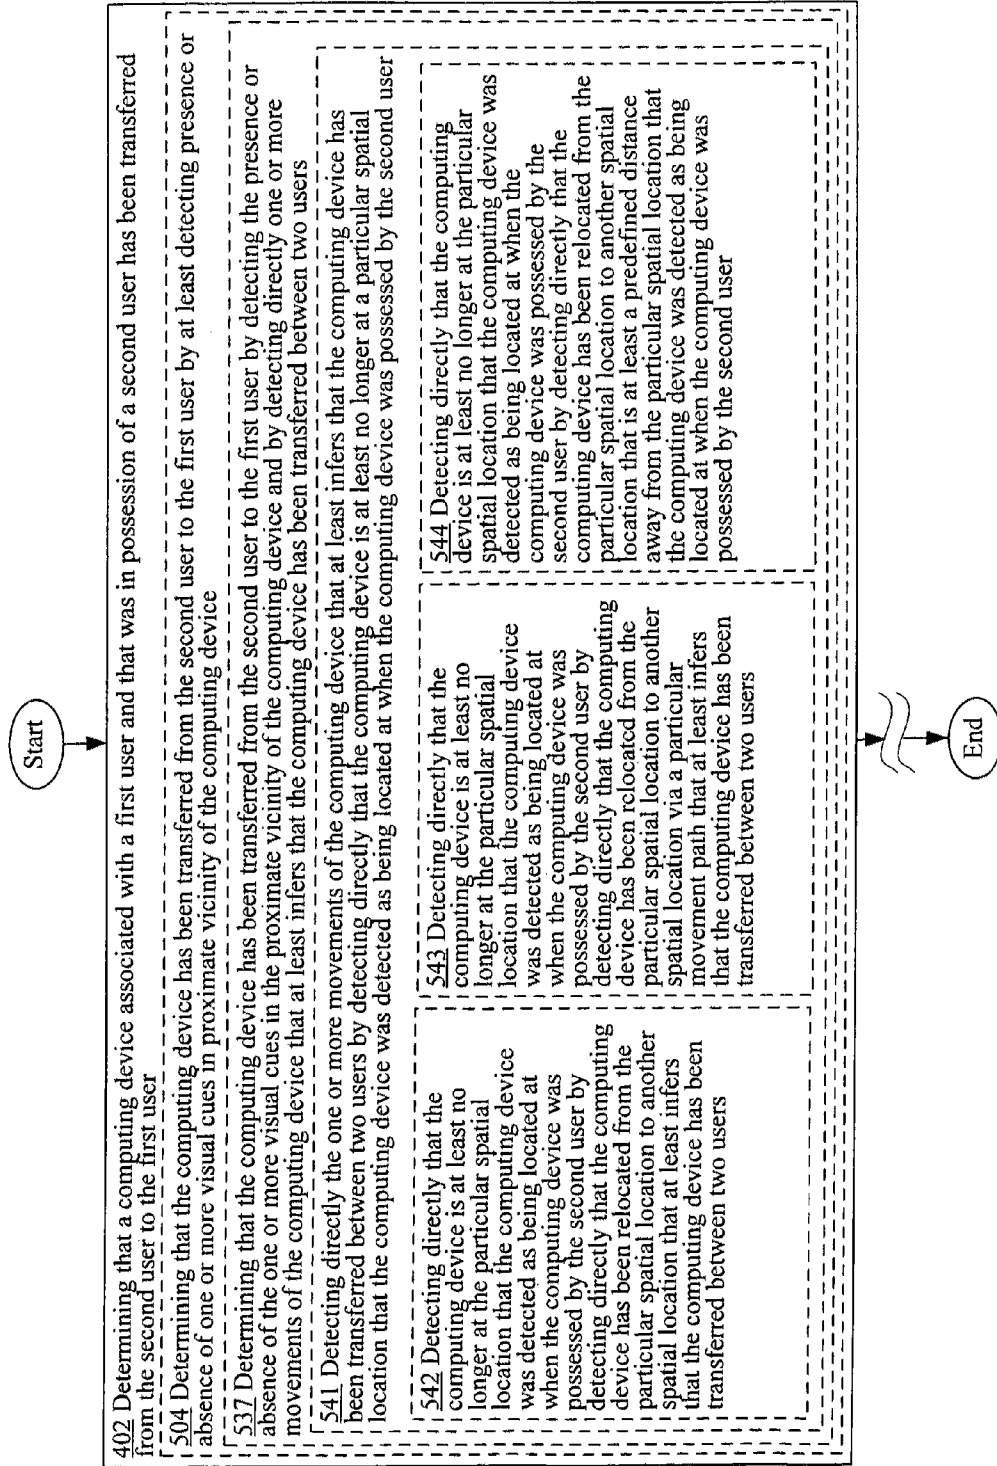 Start
402 Determining that a computing device associated with a first user and that was in possession of a second user has been transferred
from the second user to the first user
504 Determining that the computing device has been transferred from the second user to the first user by at least detecting presence or
absence of one or more visual cues in proximate vicinity of the computing device
537 Determining that the computing device has been transferred from the second user to the first user by detecting the presence or
absence of the one or more visual cues in the proximate vicinity of the computing device and by detecting directly one or more
movements of the computing device that at least infers that the computing device has been transferred between two users
541 Detecting directly the one or more movements of the computing device that at least infers that the computing device has
been transferred between two users by detecting directly that the computing device is at least no longer at a particular spatial
location that the computing device was detected as being located at when the computing device was possessed by the second user
542 Detecting directly that the
computing device is at least no
longer at the particular spatial
location that the computing device
was detected as being located at
when the computing device was
possessed by the second user by
detecting directly that the computing
device has been relocated from the
particular spatial location to another
spatial location that at least infers
that the computing device has been
transferred between two users
543 Detecting directly that the
computing device is at least no
longer at the particular spatial
location that the computing device
was detected as being located at
when the computing device was
possessed by the second user by
detecting directly that the computing
device has been relocated from the
particular spatial location to another
spatial location via a particular
movement path that at least infers
that the computing device has been
transferred between two users
544 Detecting directly that the computing
device is at least no longer at the particular
spatial location that the computing device was
detected as being located at when the
computing device was possessed by the
second user by detecting directly that the
computing device has been relocated from the
particular spatial location to another spatial
location that is at least a predefined distance
away from the particular spatial location that
the computing device was detected as being
located at when the computing device was
possessed by the second user
End